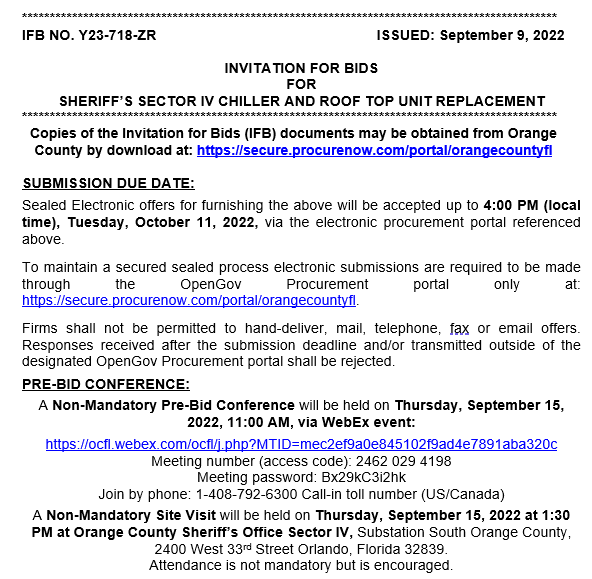 ******************************************************************************************************
IFB NO. Y23-718-ZR ISSUED: September 9, 2022
INVITATION FOR BIDS
FOR
SHERIFF'S SECTOR IV CHILLER AND ROOF TOP UNIT REPLACEMENT
******************************************************************************************************
Copies of the Invitation for Bids (IFB) documents may be obtained from Orange
County by download at: https://secure.procurenow.com/portal/orangecountyfl
SUBMISSION DUE DATE:
Sealed Electronic offers for furnishing the above will be accepted up to 4:00 PM (local
time), Tuesday, October 11, 2022, via the electronic procurement portal referenced
above.
To maintain a secured sealed process electronic submissions are required to be made
through the OpenGov Procurement portal only at:
https://secure.procurenow.com/portal/orangecountyfl.
Firms shall not be permitted to hand-deliver, mail, telephone, fax or email offers.
Responses received after the submission deadline and/or transmitted outside of the
designated OpenGov Procurement portal shall be rejected.
PRE-BID CONFERENCE:
A Non-Mandatory Pre-Bid Conference will be held on Thursday, September 15,
2022, 11:00 AM, via WebEx event:
https://ocfl.webex.com/ocfl/j.php?MTID=mec2ef9a0e845102f9ad4e7891aba320c
Meeting number (access code): 2462 029 4198
Meeting password: Bx29kC3i2hk
Join by phone: 1-408-792-6300 Call-in toll number (US/Canada)
A Non-Mandatory Site Visit will be held on Thursday, September 15, 2022 at 1:30
PM at Orange County Sheriff's Office Sector IV, Substation South Orange County,
2400 West 33rd Street Orlando, Florida 32839.
Attendance is not mandatory but is encouraged.